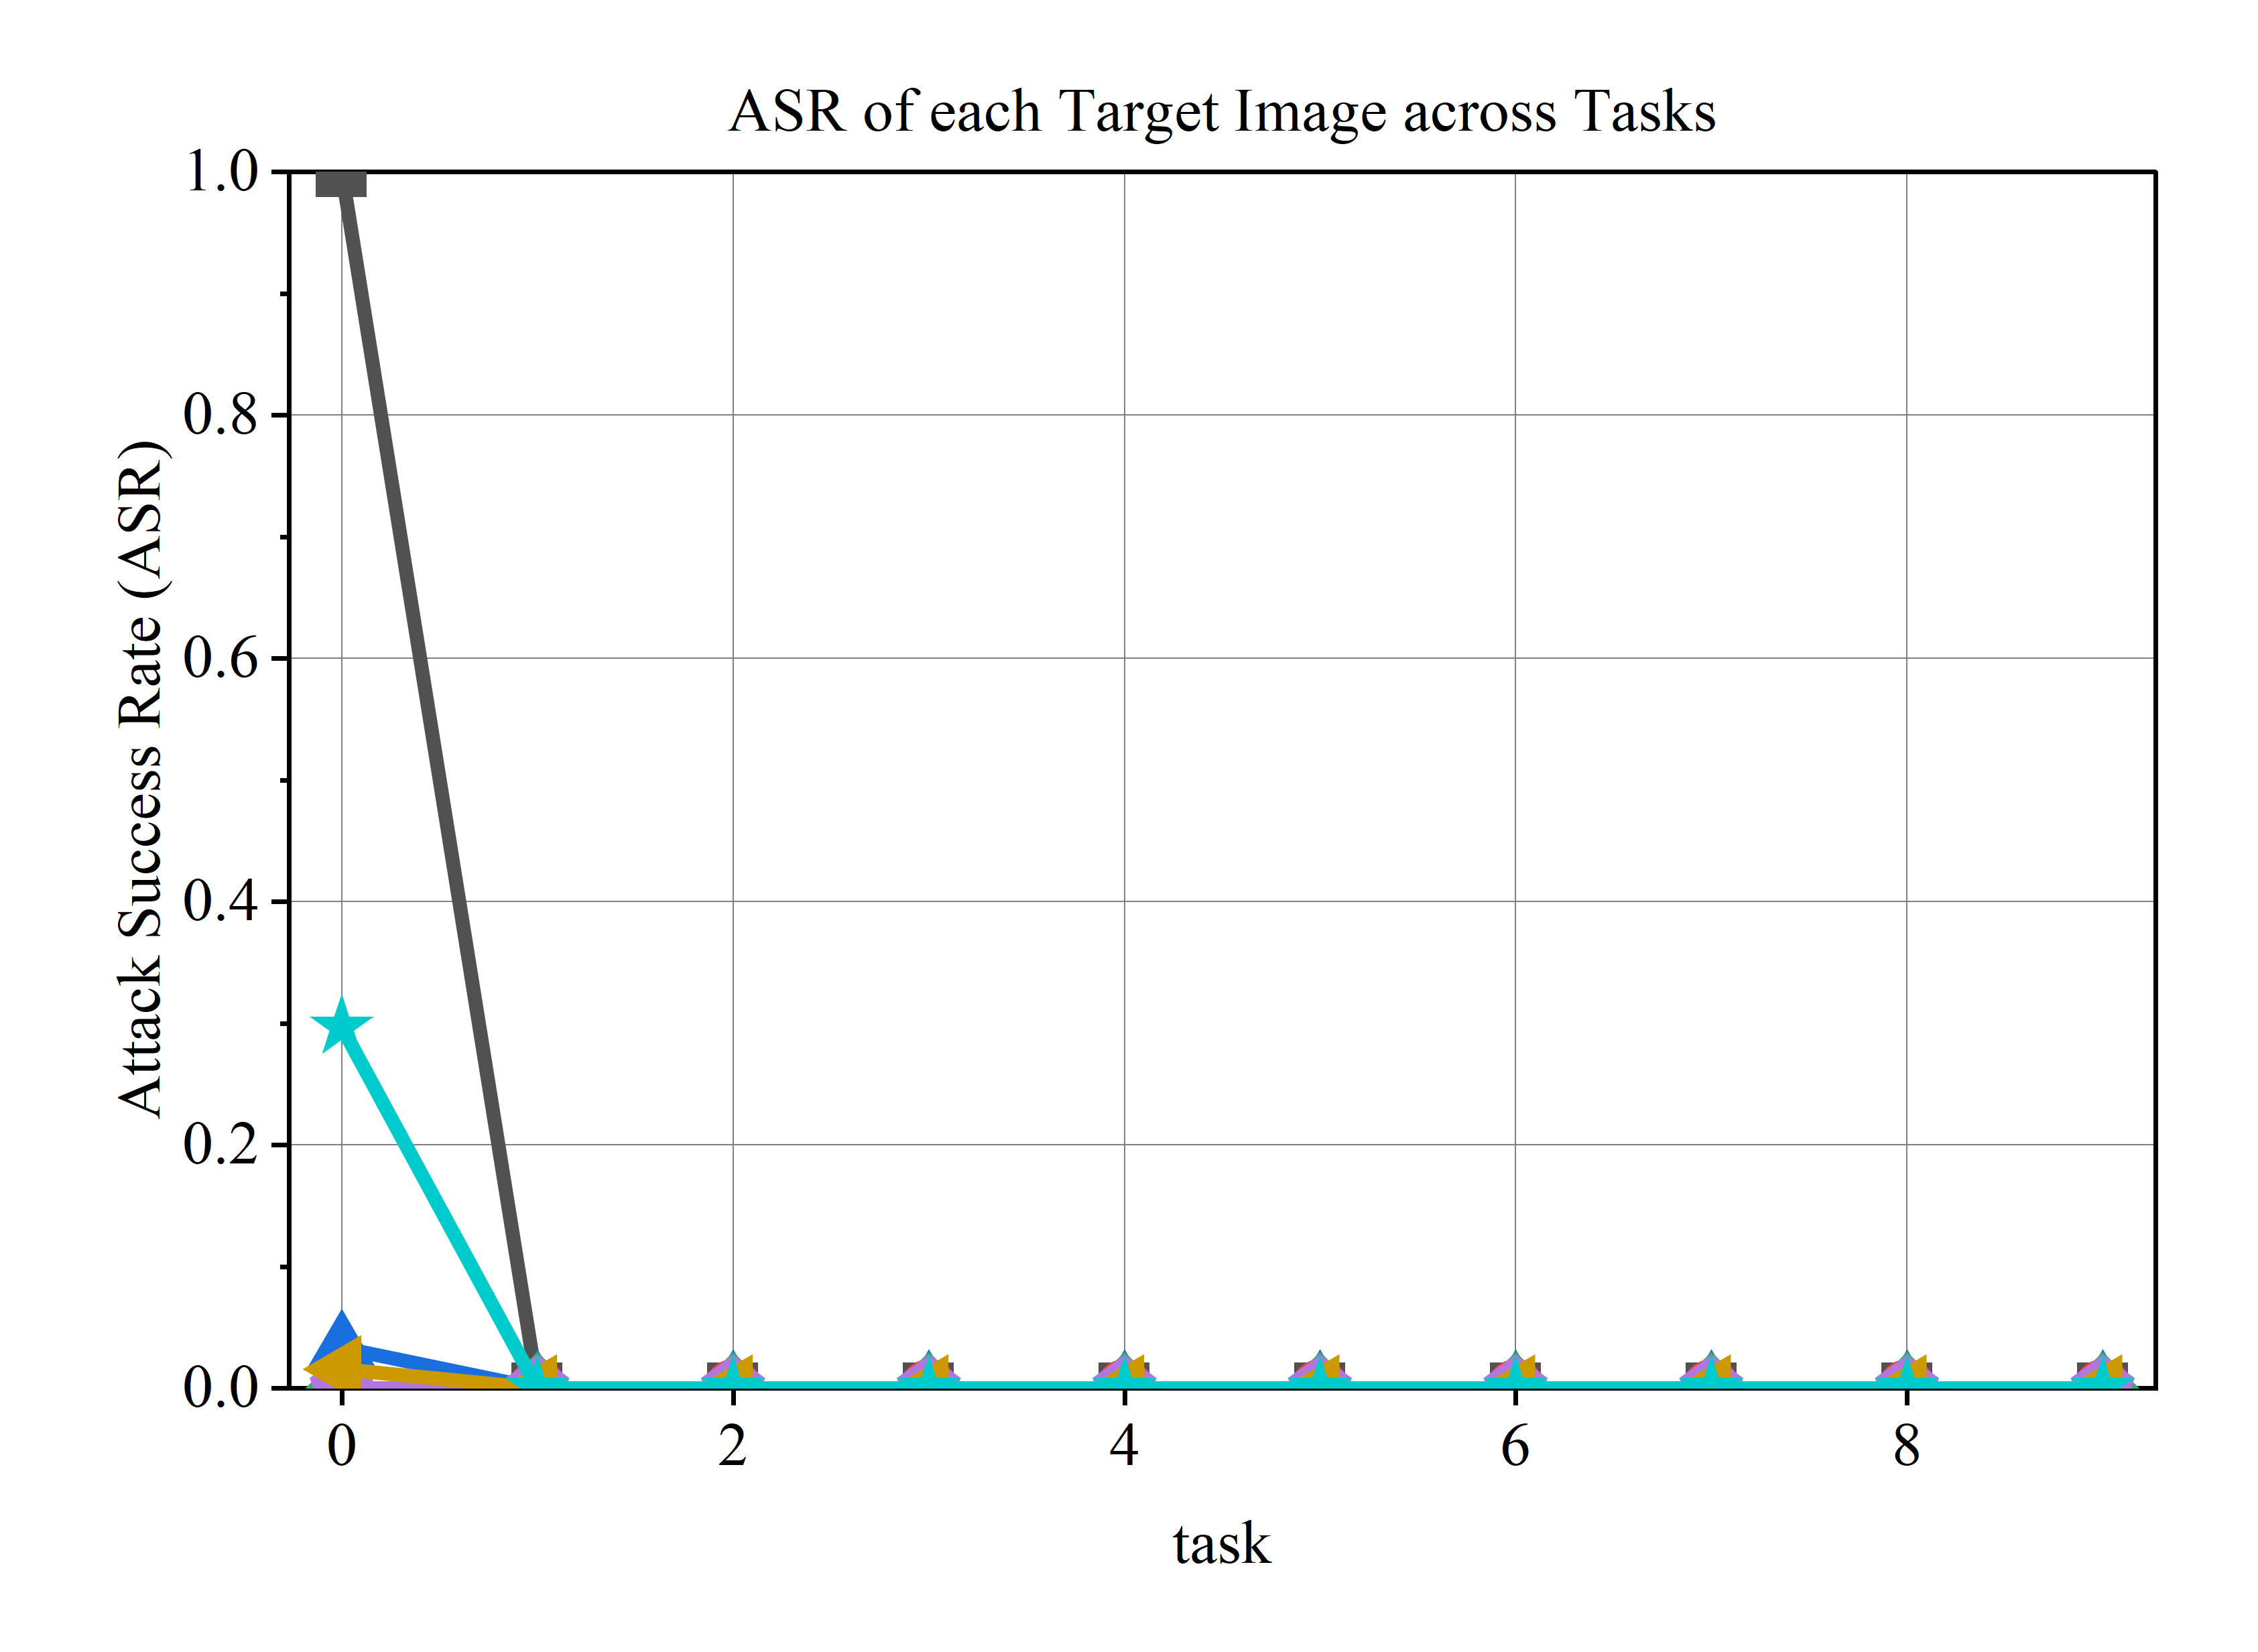 ASR of each Target Image across Tasks
Attack Success Rate (ASR)
1.0
0.8
0.6
0.4
0.2
0.0
0 2 4 6 8
task